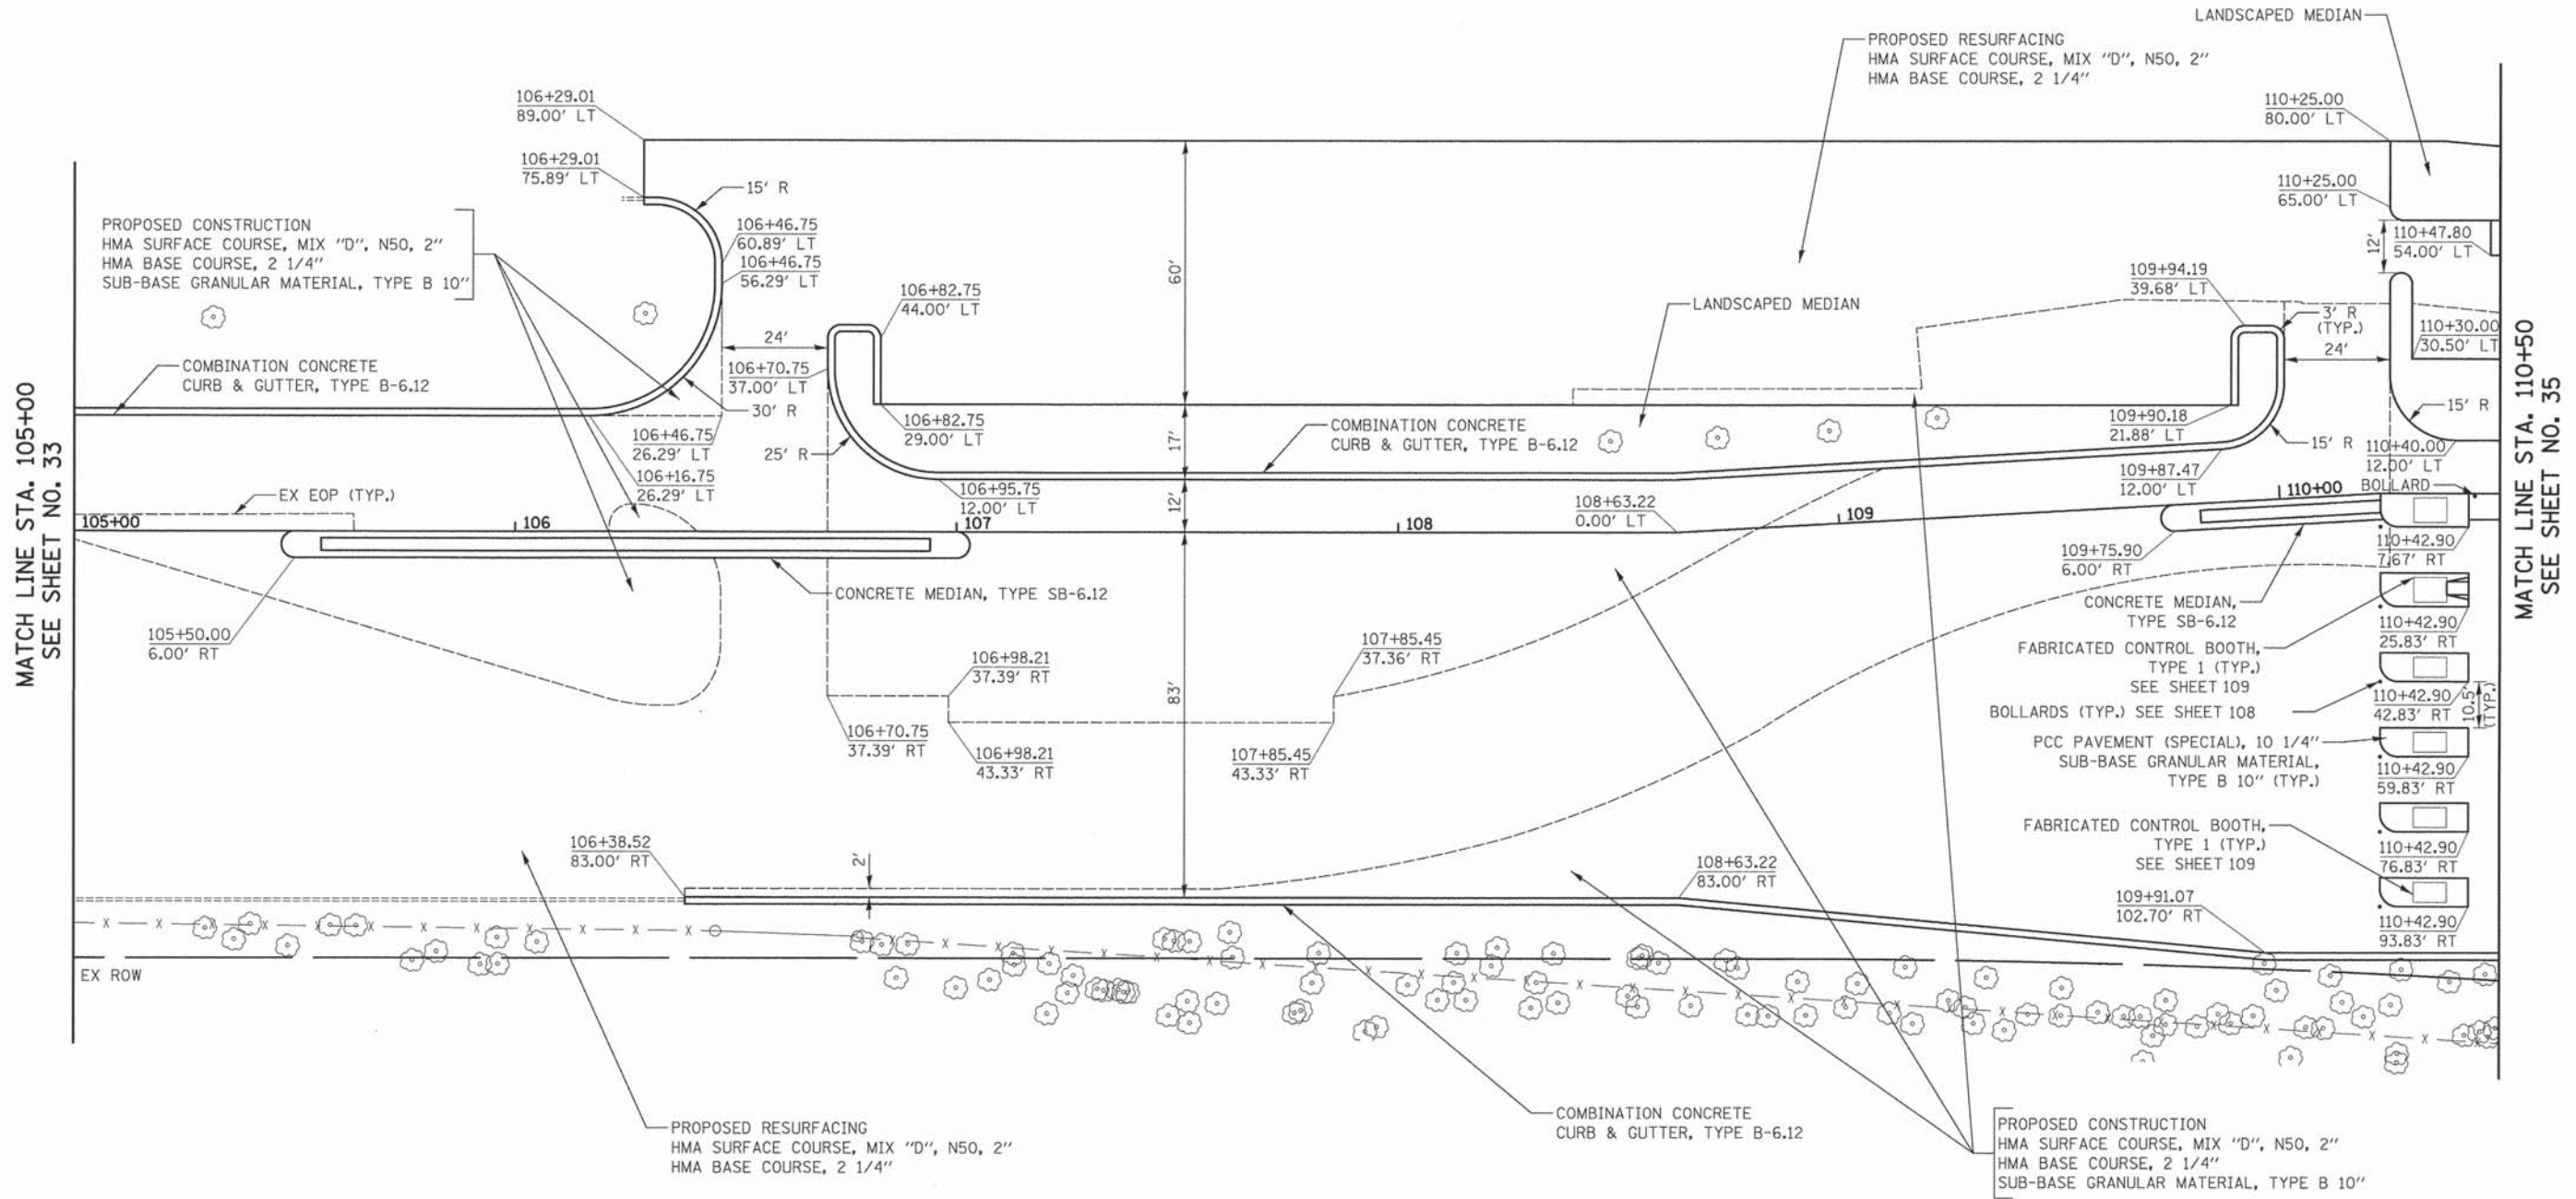 LANDSCAPED MEDIAN
PROPOSED RESURFACING
HMA SURFACE COURSE, MIX "D", N50, 2"
HMA BASE COURSE, 2 1/4"
106+29.01
89.00' LT
110+25.00
80.00' LT
106+29.01
75.89' LT
15' R
110+25.00
65.00' LT
PROPOSED CONSTRUCTION
HMA SURFACE COURSE, MIX "D", N50, 2"
HMA BASE COURSE, 2 1/4"
SUB-BASE GRANULAR MATERIAL, TYPE B 10"
106+46.75
60.89' LT
106+46.75
56.29' LT
60'
12'
110+47.80
54.00' LT
109+94.19
39.68' LT
106+82.75
44.00' LT
LANDSCAPED MEDIAN
3' R
(TYP.)
110+30.00
30.50' LT
24'
24'
COMBINATION CONCRETE
CURB & GUTTER, TYPE B-6.12
106+70.75
37.00' LT
30' R
15' R
106+82.75
29.00' LT
109+90.18
21.88' LT
COMBINATION CONCRETE
CURB & GUTTER, TYPE B-6.12
17'
106+46.75
26.29' LT
25' R
15' R
110+40.00
12.00' LT
106+16.75
26.29' LT
109+87.47
12.00' LT
BOLLARD
EX EOP (TYP.)
106+95.75
12.00' LT
12'
108+63.22
0.00' LT
105+00
106
107
108
109
110+00
MATCH LINE STA. 105+00
SEE SHEET NO. 33
MATCH LINE STA. 110+50
SEE SHEET NO. 35
110+42.90
7.67' RT
109+75.90
6.00' RT
CONCRETE MEDIAN, TYPE SB-6.12
CONCRETE MEDIAN,
TYPE SB-6.12
110+42.90
25.83' RT
105+50.00
6.00' RT
FABRICATED CONTROL BOOTH,
TYPE 1 (TYP.)
SEE SHEET 109
107+85.45
37.36' RT
106+98.21
37.39' RT
83'
110+42.90
42.83' RT
10.5'
(TYP.)
BOLLARDS (TYP.) SEE SHEET 108
106+70.75
37.39' RT
106+98.21
43.33' RT
107+85.45
43.33' RT
PCC PAVEMENT (SPECIAL), 10 1/4"
SUB-BASE GRANULAR MATERIAL,
TYPE B 10" (TYP.)
110+42.90
59.83' RT
FABRICATED CONTROL BOOTH,
TYPE 1 (TYP.)
SEE SHEET 109
110+42.90
76.83' RT
106+38.52
83.00' RT
2'
108+63.22
83.00' RT
109+91.07
102.70' RT
110+42.90
93.83' RT
X X X X X X X X X X X X X X X X X X X X X X X X X X
EX ROW
PROPOSED RESURFACING
HMA SURFACE COURSE, MIX "D", N50, 2"
HMA BASE COURSE, 2 1/4"
COMBINATION CONCRETE
CURB & GUTTER, TYPE B-6.12
PROPOSED CONSTRUCTION
HMA SURFACE COURSE, MIX "D", N50, 2"
HMA BASE COURSE, 2 1/4"
SUB-BASE GRANULAR MATERIAL, TYPE B 10"